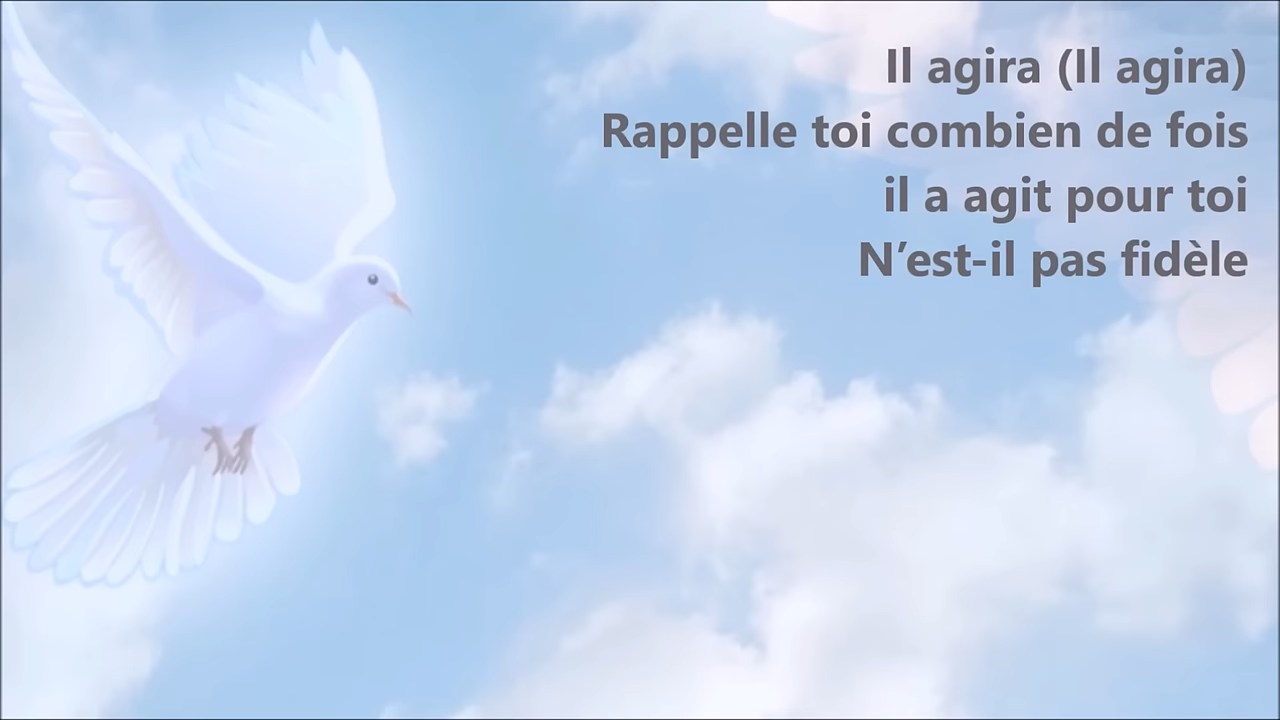 Il agira (Il agira)
Rappelle toi combien de fois
il a agit pour toi
N’est-il pas fidèle